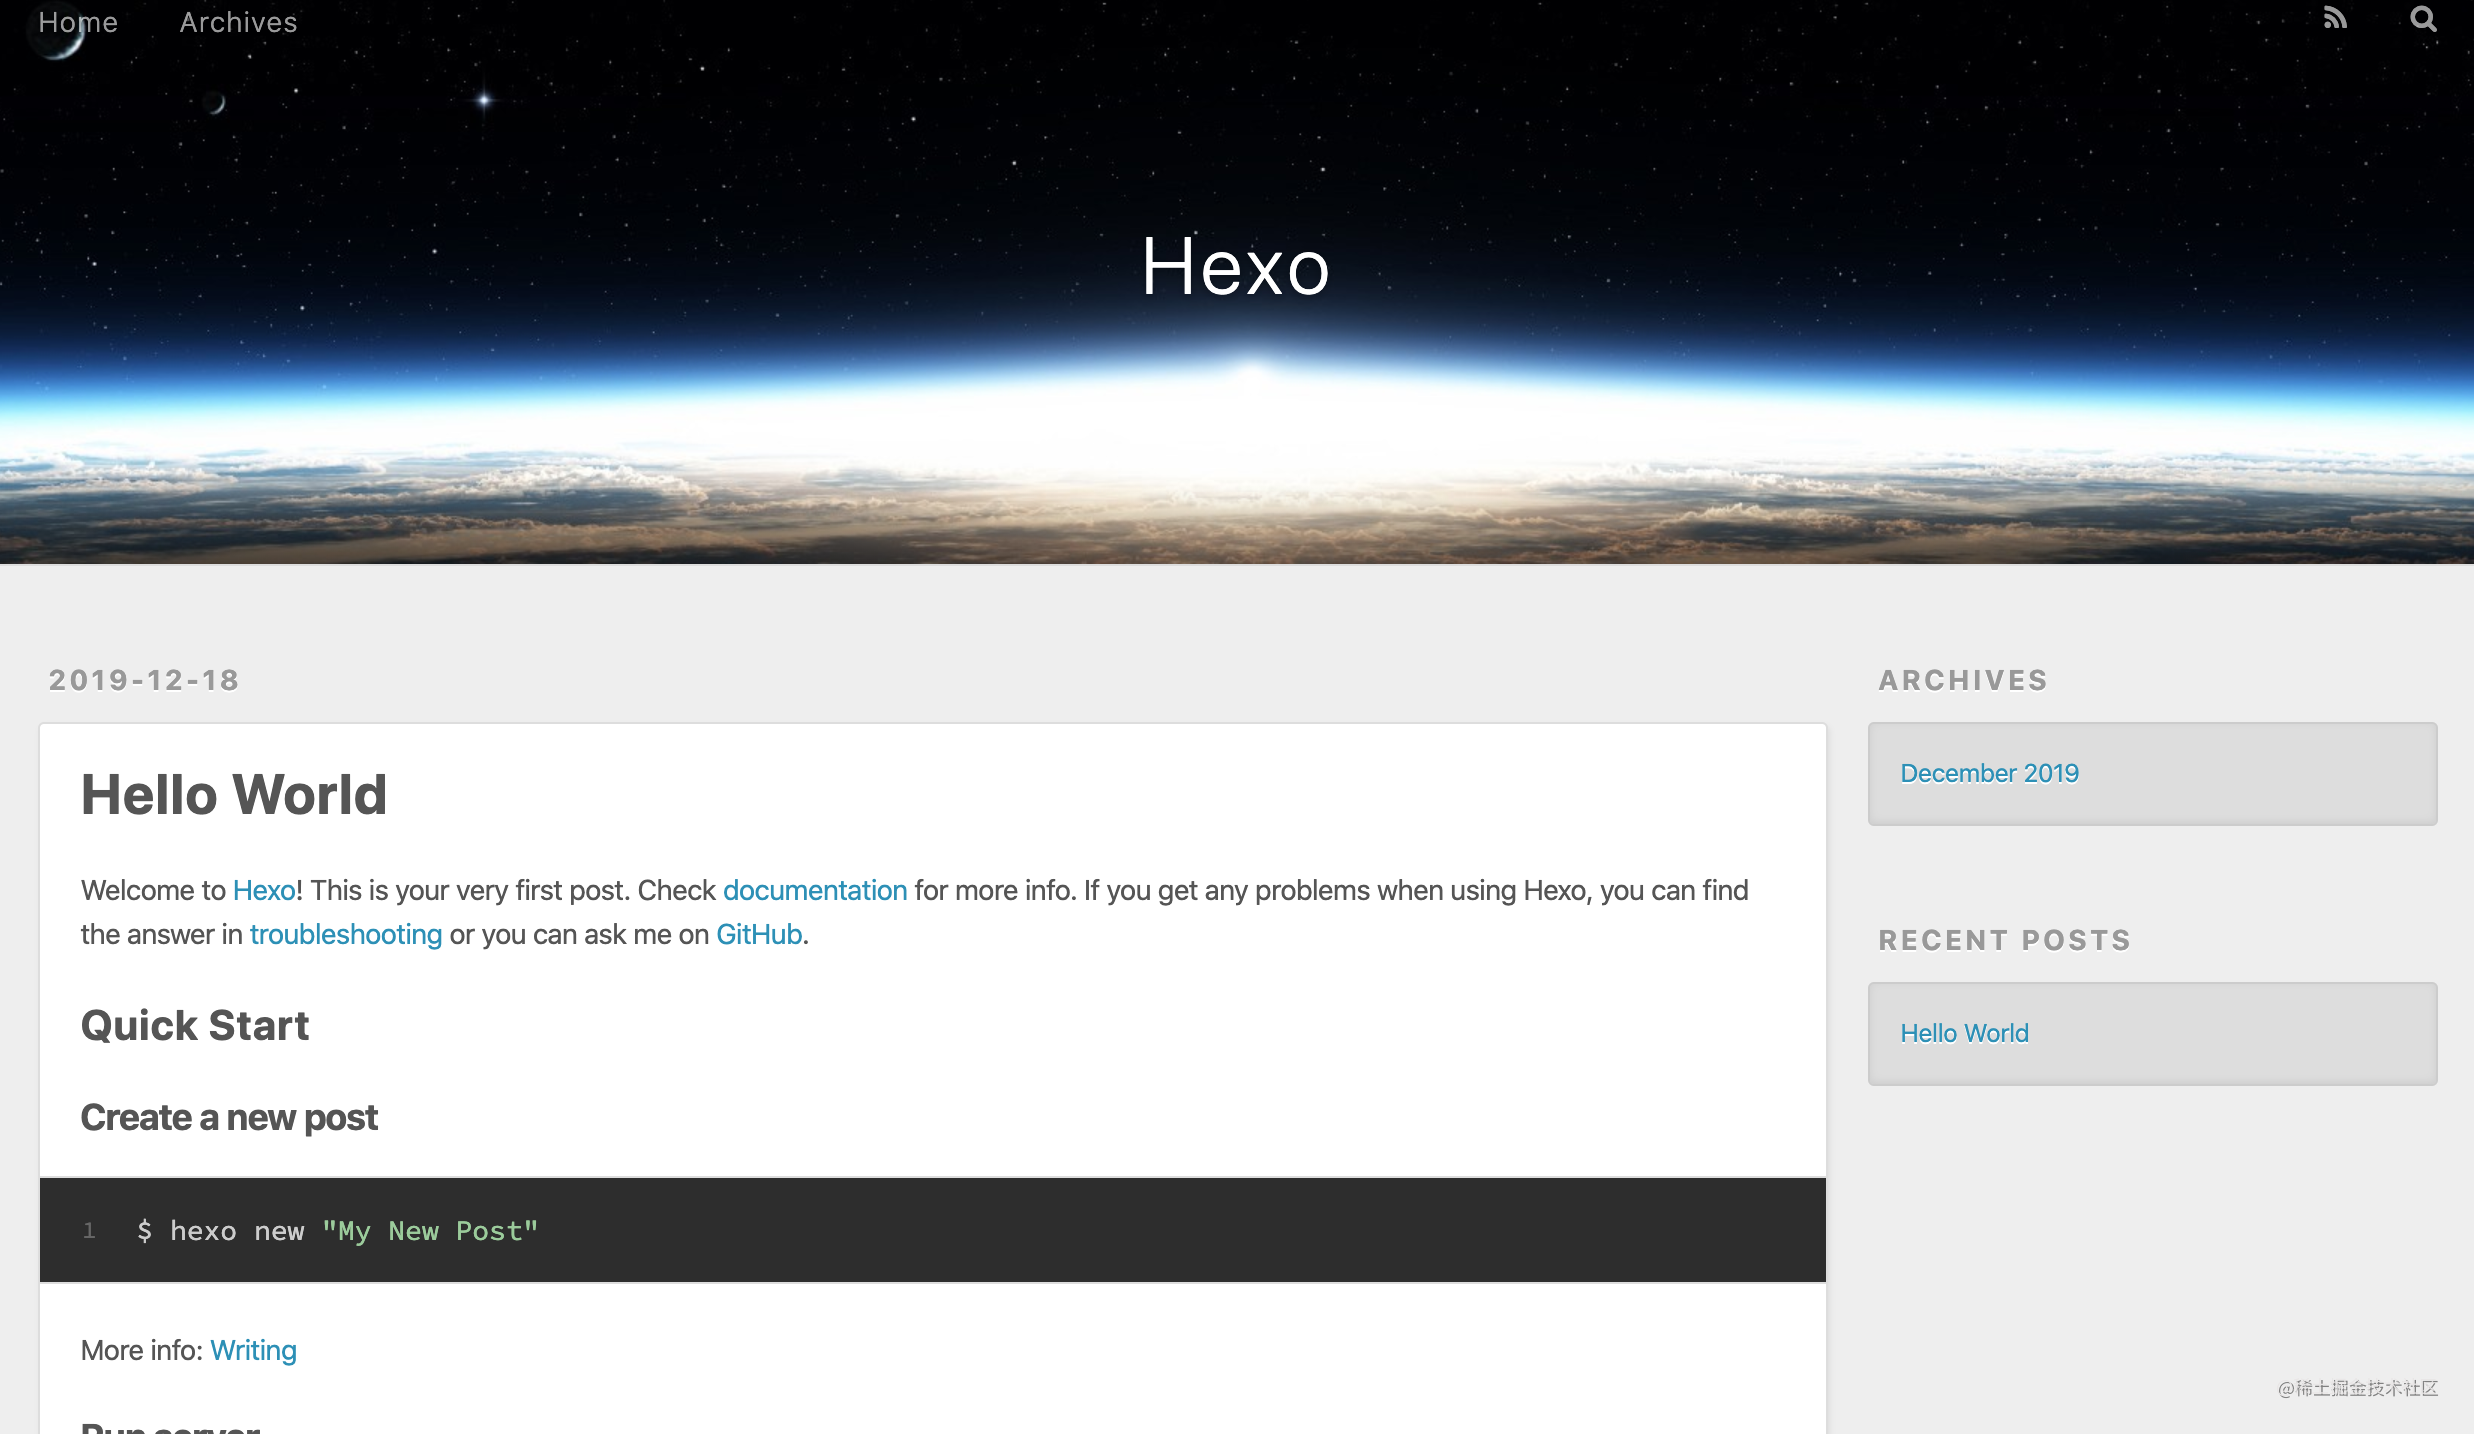 Home Archives
Hexo
2019-12-18
Hello World
Welcome to Hexo! This is your very first post. Check documentation for more info. If you get any problems when using Hexo, you can find
the answer in troubleshooting or you can ask me on GitHub.
Quick Start
Create a new post
1 $ hexo new "My New Post"
More info: Writing
Run server
ARCHIVES
December 2019
RECENT POSTS
Hello World
@稀土掘金技术社区